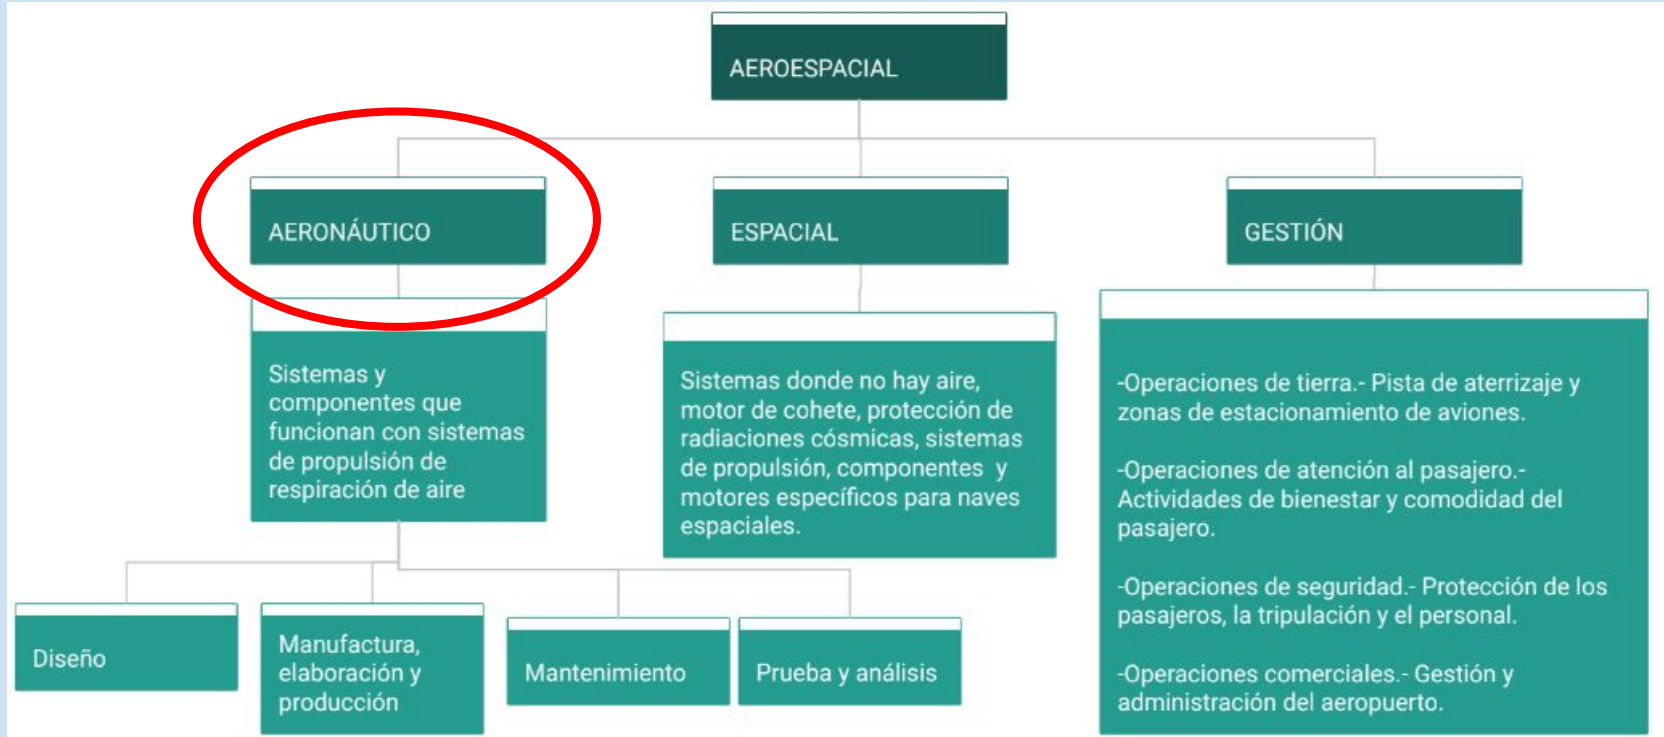 AEROESPACIAL
AERONÁUTICO
ESPACIAL
GESTIÓN
Sistemas y
componentes que
funcionan con sistemas
de propulsión de
respiración de aire
Sistemas donde no hay aire,
motor de cohete, protección de
radiaciones cósmicas, sistemas
de propulsión, componentes y
motores específicos para naves
espaciales.
-Operaciones de tierra.- Pista de aterrizaje y
zonas de estacionamiento de aviones.
-Operaciones de atención al pasajero.-
Actividades de bienestar y comodidad del
pasajero.
-Operaciones de seguridad.- Protección de los
pasajeros, la tripulación y el personal.
-Operaciones comerciales.- Gestión y
administración del aeropuerto.
Diseño
Manufactura,
elaboración y
producción
Mantenimiento
Prueba y análisis